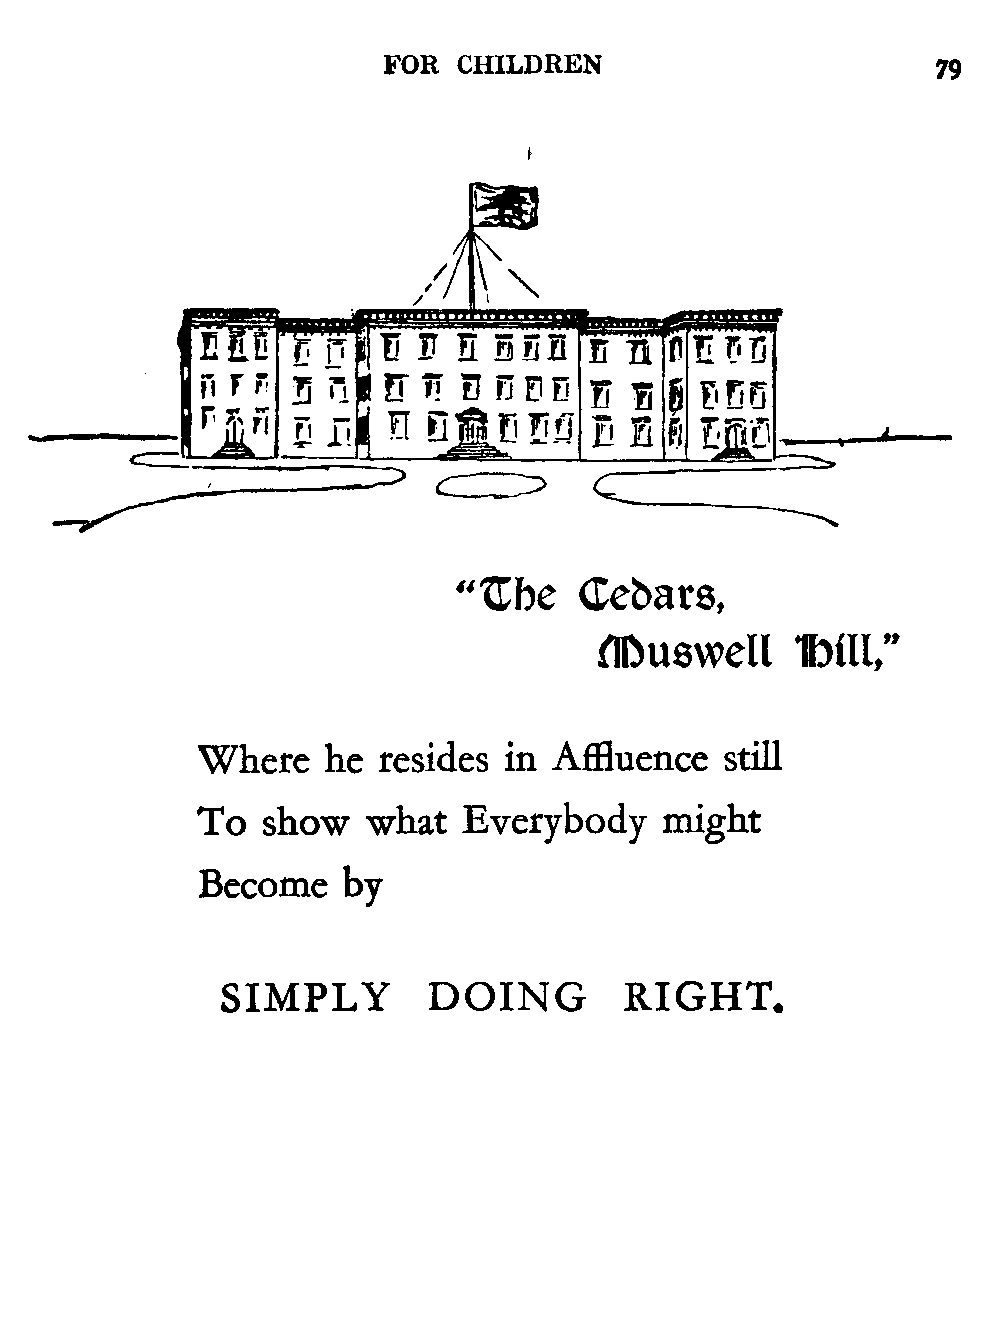 FOR CHILDREN 79
“The Cedars,
Muswell Hill,”
Where he resides in Affluence still
To show what Everybody might
Become by
SIMPLY DOING RIGHT.